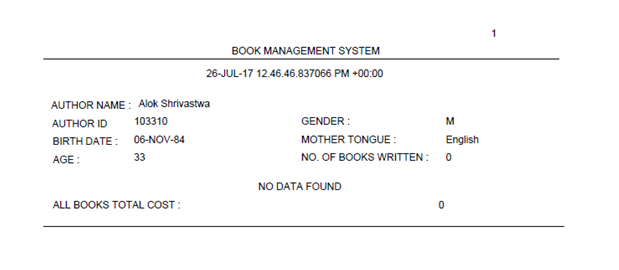 1
BOOK MANAGEMENT SYSTEM
26-JUL-17 12.46.46.837066 PM +00:00
AUTHOR NAME : Alok Shrivastwa
AUTHOR ID 103310 GENDER : M
BIRTH DATE : 06-NOV-84 MOTHER TONGUE : English
AGE : 33 NO. OF BOOKS WRITTEN : 0
NO DATA FOUND
ALL BOOKS TOTAL COST : 0